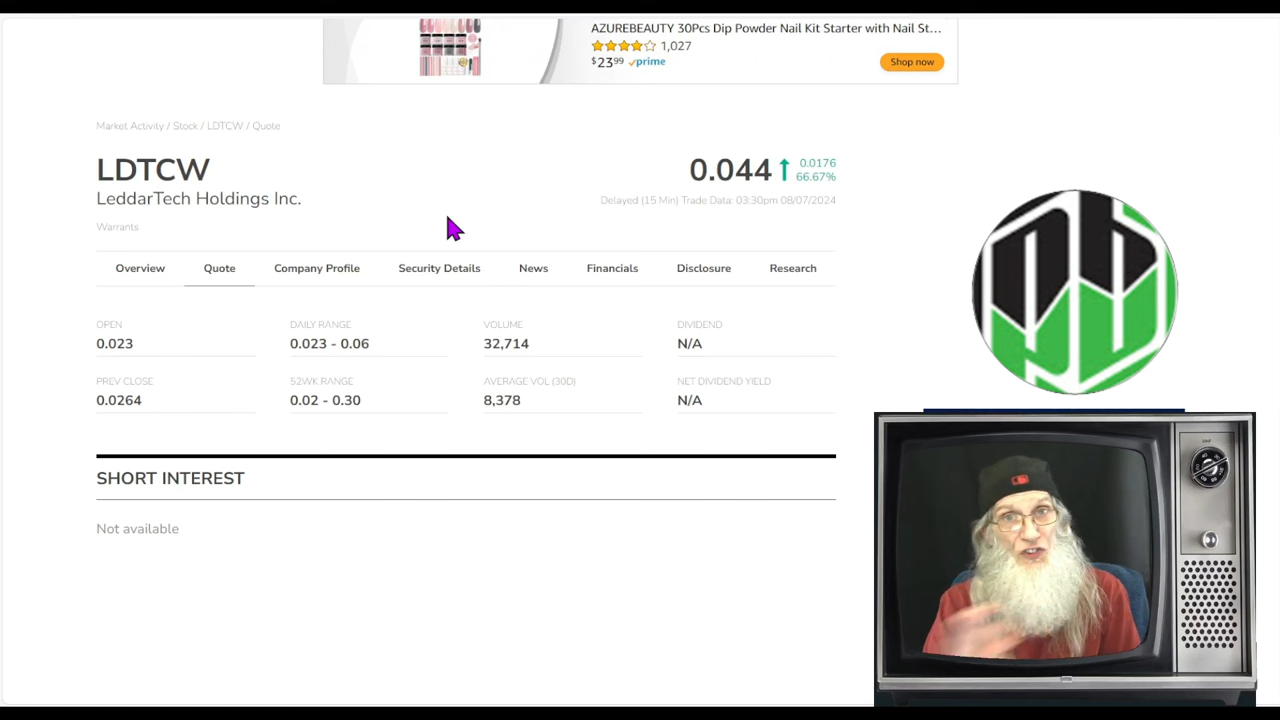 AZUREBEAUTY 30Pcs Dip Powder Nail Kit Starter with Nail St...
1,027
$23.99 prime
Shop now
Market Activity / Stock / LDTCW / Quote
LDTCW
0.044
0.0176
66.67%
LeddarTech Holdings Inc.
Delayed (15 Min) Trade Data: 03:30pm 08/07/2024
Warrants
Overview Quote Company Profile Security Details News Financials Disclosure Research
OPEN DAILY RANGE VOLUME DIVIDEND
0.023 0.023 - 0.06 32,714 N/A
PREV CLOSE 52WK RANGE AVERAGE VOL (30D) NET DIVIDEND YIELD
0.0264 0.02 - 0.30 8,378 N/A
SHORT INTEREST
Not available